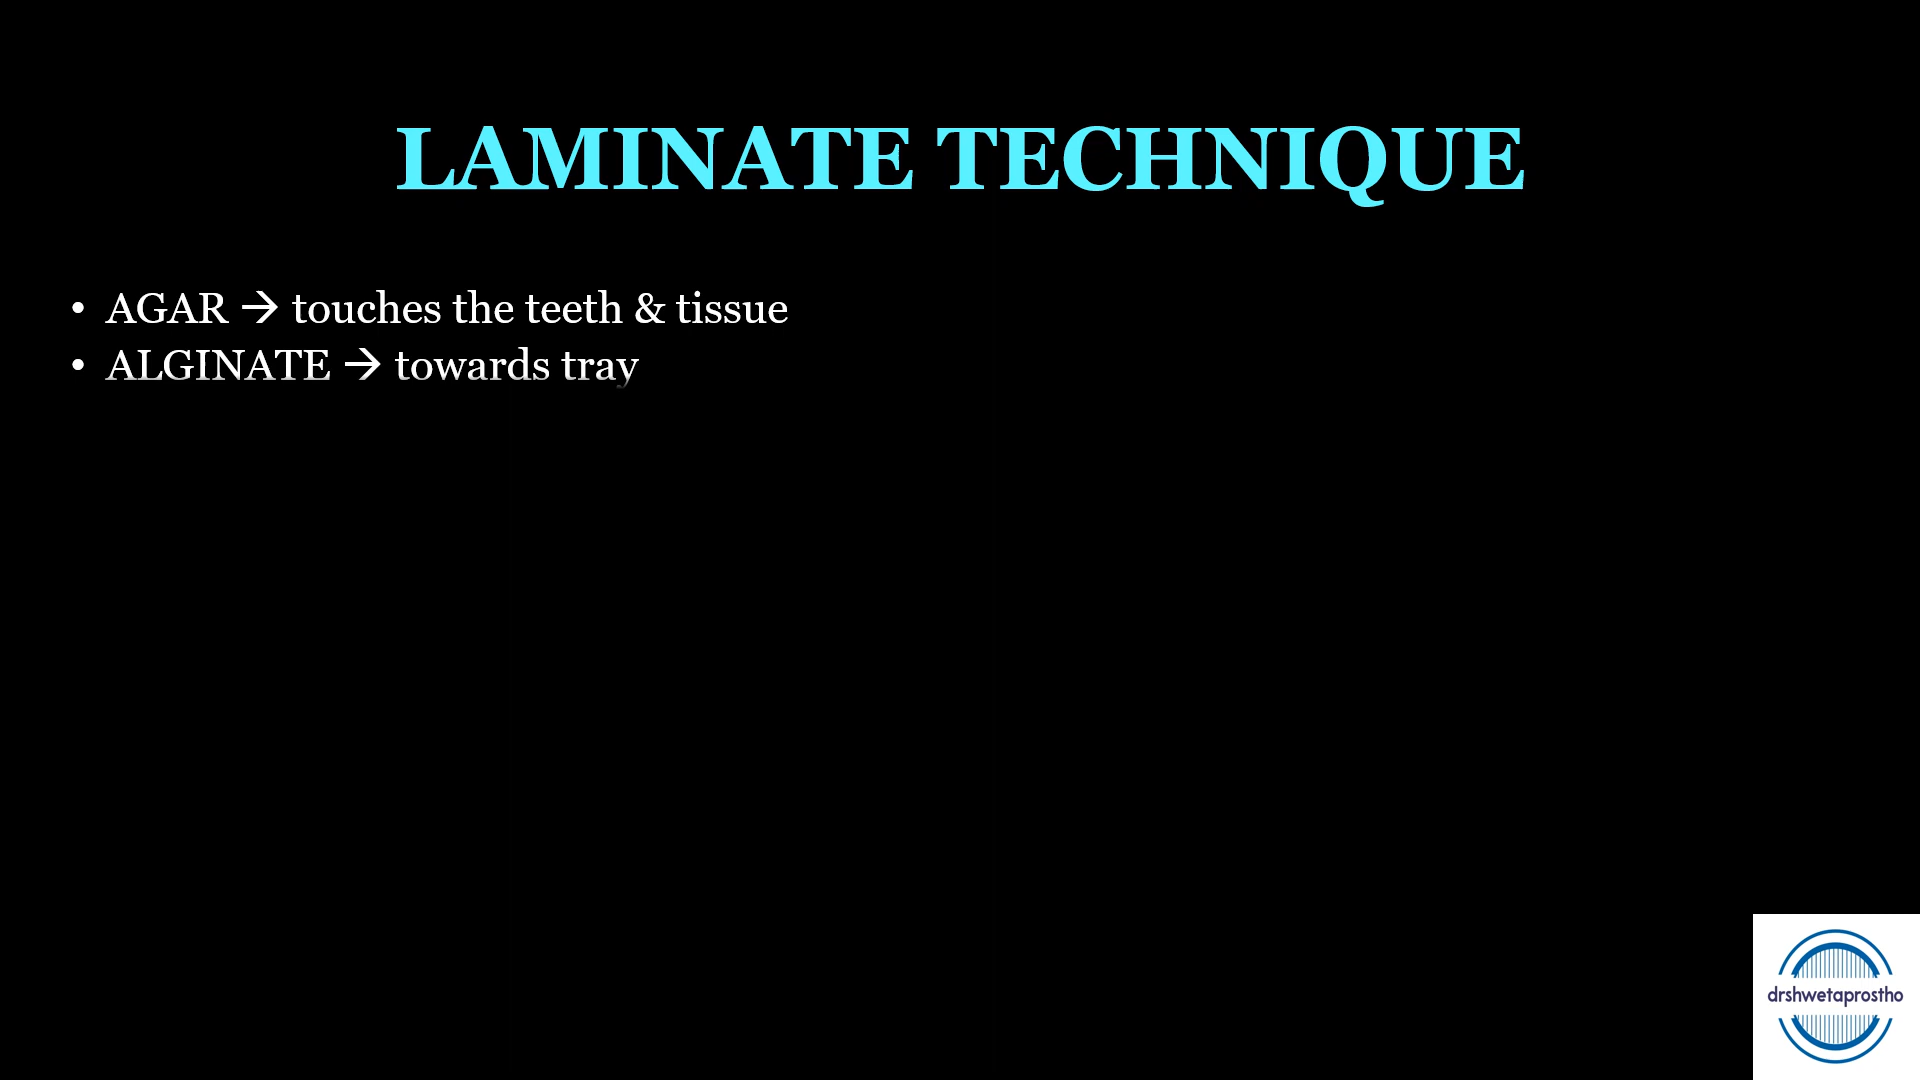 LAMINATE TECHNIQUE
• AGAR → touches the teeth & tissue
• ALGINATE → towards tray
drshwetaprostho